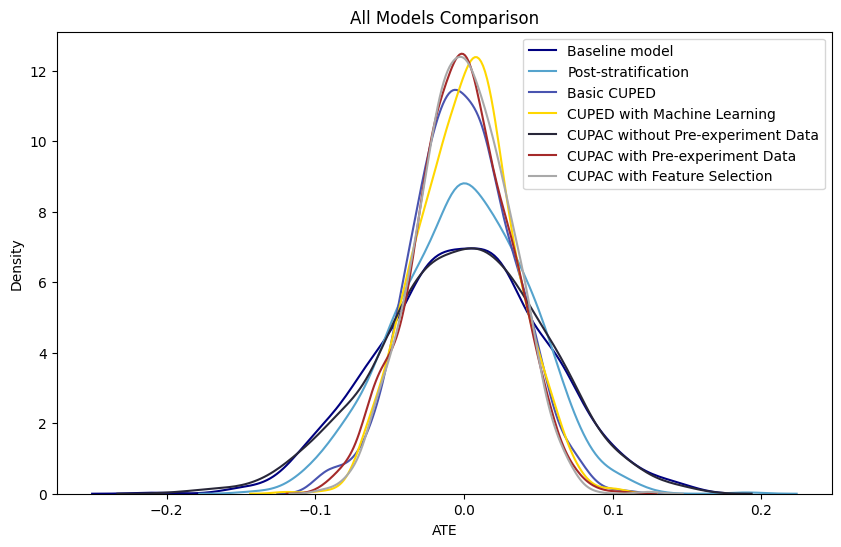 All Models Comparison
Baseline model
Post-stratification
Basic CUPED
CUPED with Machine Learning
CUPAC without Pre-experiment Data
CUPAC with Pre-experiment Data
CUPAC with Feature Selection
Density
12
10
8
6
4
2
0
−0.2
−0.1
0.0
0.1
0.2
ATE